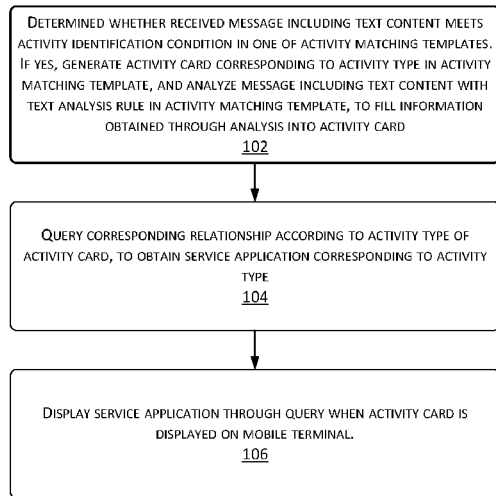 DETERMINED WHETHER RECEIVED MESSAGE INCLUDING TEXT CONTENT MEETS
ACTIVITY IDENTIFICATION CONDITION IN ONE OF ACTIVITY MATCHING TEMPLATES.
IF YES, GENERATE ACTIVITY CARD CORRESPONDING TO ACTIVITY TYPE IN ACTIVITY
MATCHING TEMPLATE, AND ANALYZE MESSAGE INCLUDING TEXT CONTENT WITH
TEXT ANALYSIS RULE IN ACTIVITY MATCHING TEMPLATE, TO FILL INFORMATION
OBTAINED THROUGH ANALYSIS INTO ACTIVITY CARD
102
QUERY CORRESPONDING RELATIONSHIP ACCORDING TO ACTIVITY TYPE OF
ACTIVITY CARD, TO OBTAIN SERVICE APPLICATION CORRESPONDING TO ACTIVITY
TYPE
104
DISPLAY SERVICE APPLICATION THROUGH QUERY WHEN ACTIVITY CARD IS
DISPLAYED ON MOBILE TERMINAL.
106